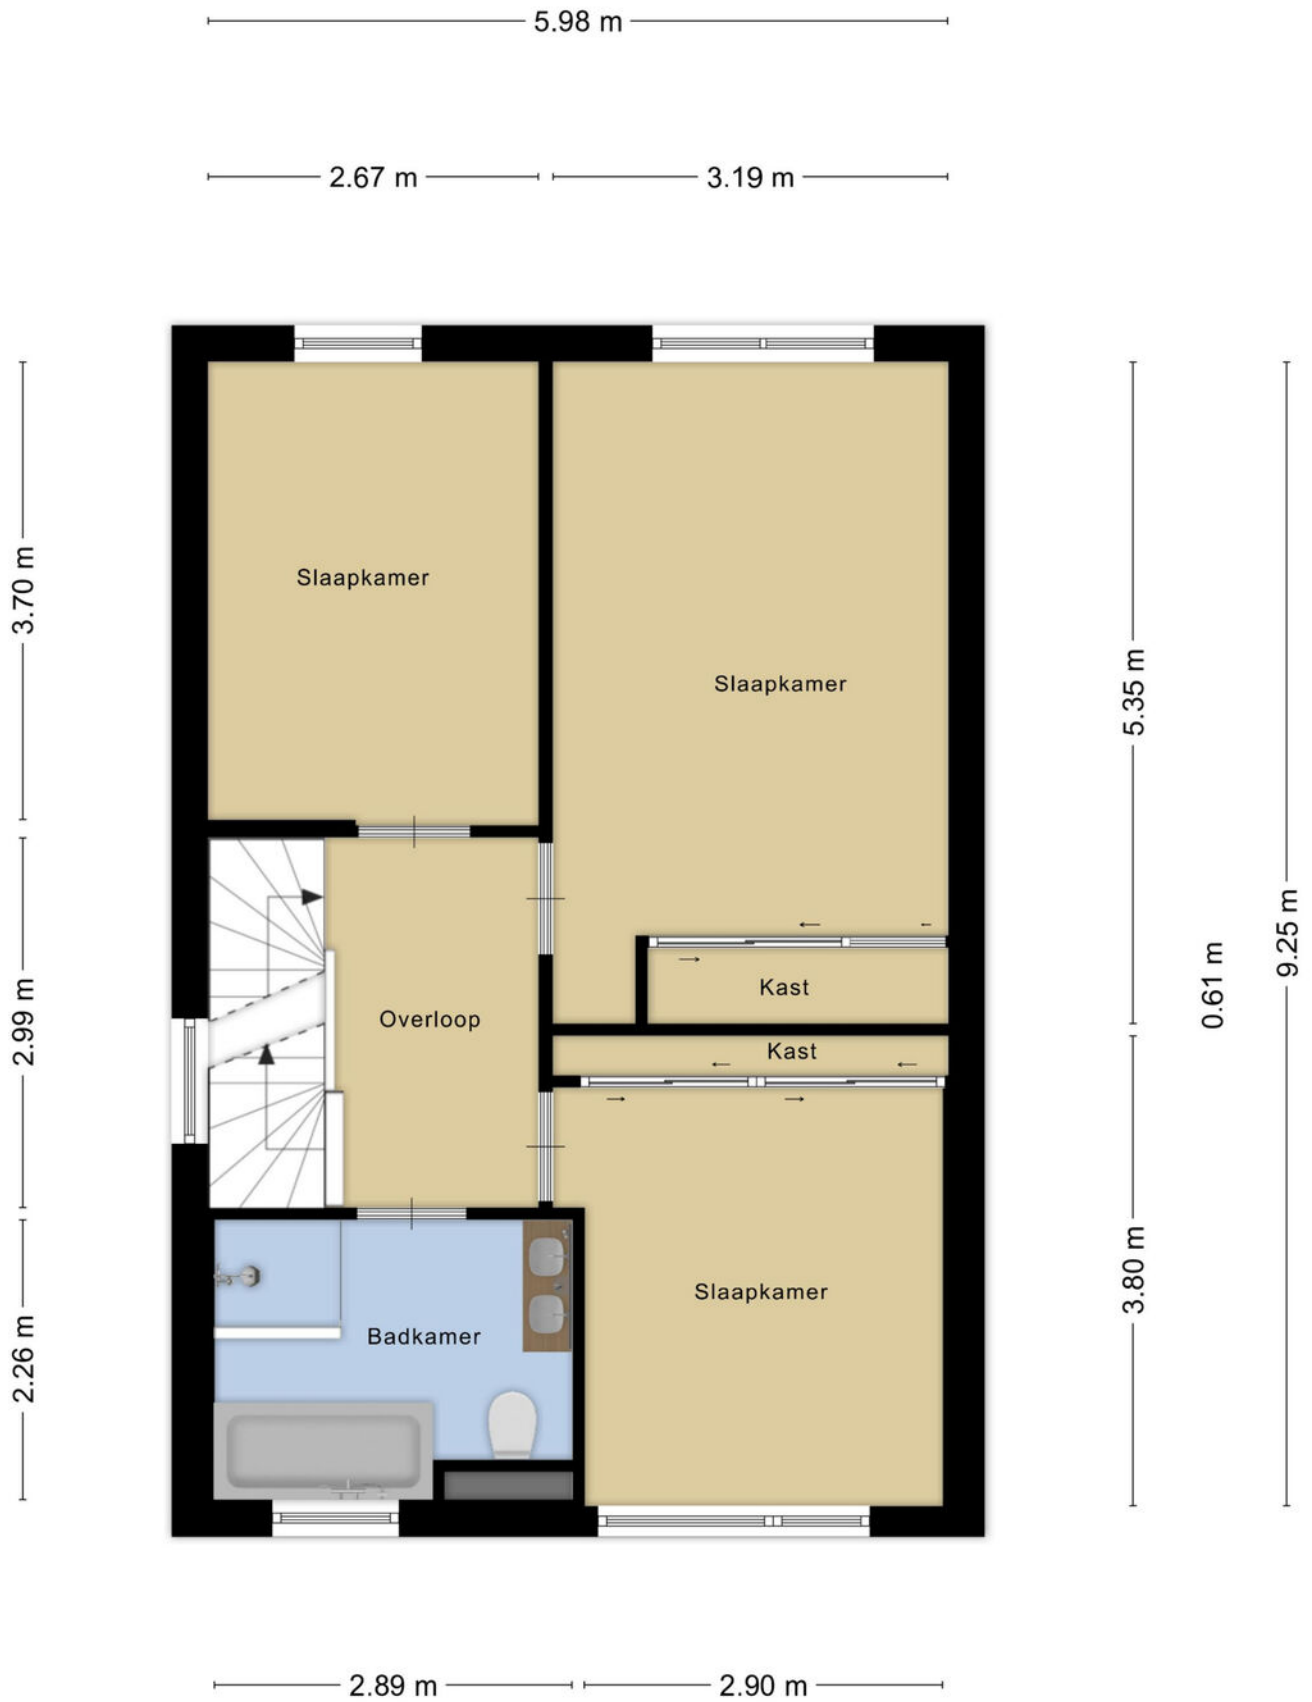 5.98 m
2.67 m
3.19 m
Slaapkamer
3.70 m
Slaapkamer
5.35 m
9.25 m
0.61 m
Kast
2.99 m
Overloop
Kast
3.80 m
Slaapkamer
2.26 m
Badkamer
2.89 m
2.90 m